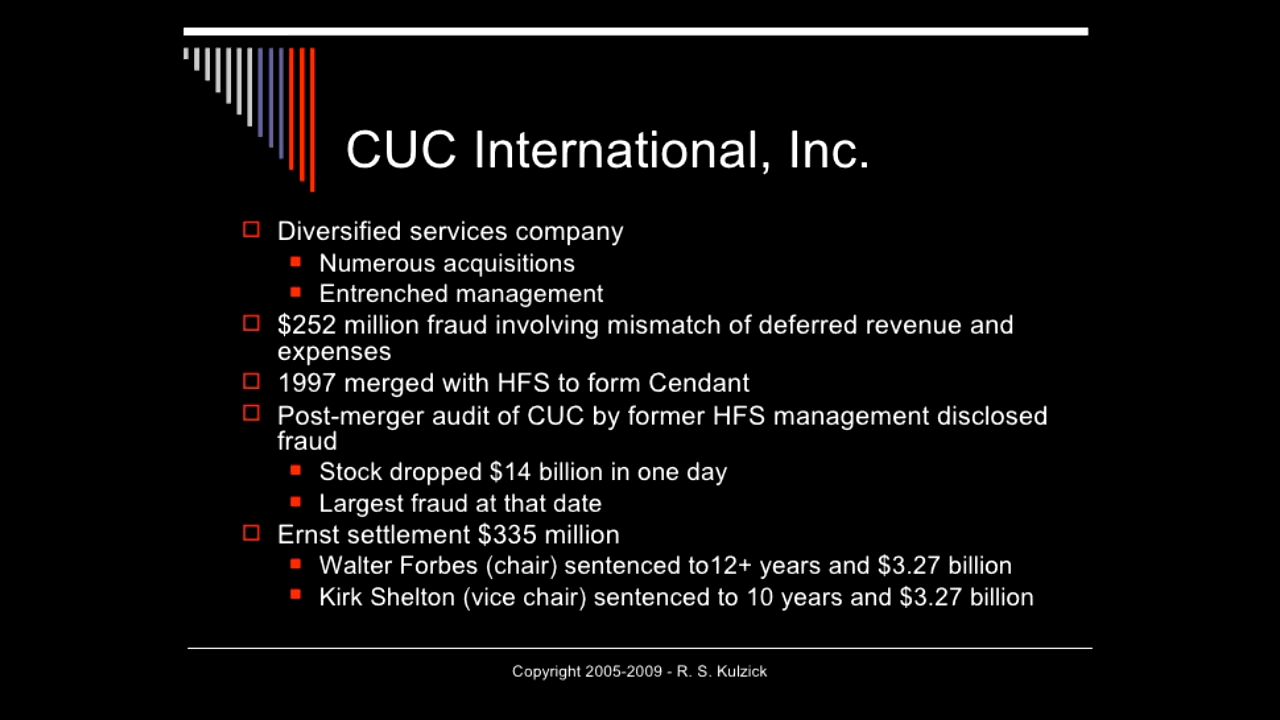 CUC International, Inc.
Diversified services company
Numerous acquisitions
Entrenched management
$252 million fraud involving mismatch of deferred revenue and
expenses
1997 merged with HFS to form Cendant
Post-merger audit of CUC by former HFS management disclosed
fraud
Stock dropped $14 billion in one day
Largest fraud at that date
Ernst settlement $335 million
Walter Forbes (chair) sentenced to12+ years and $3.27 billion
Kirk Shelton (vice chair) sentenced to 10 years and $3.27 billion
Copyright 2005-2009 - R. S. Kulzick